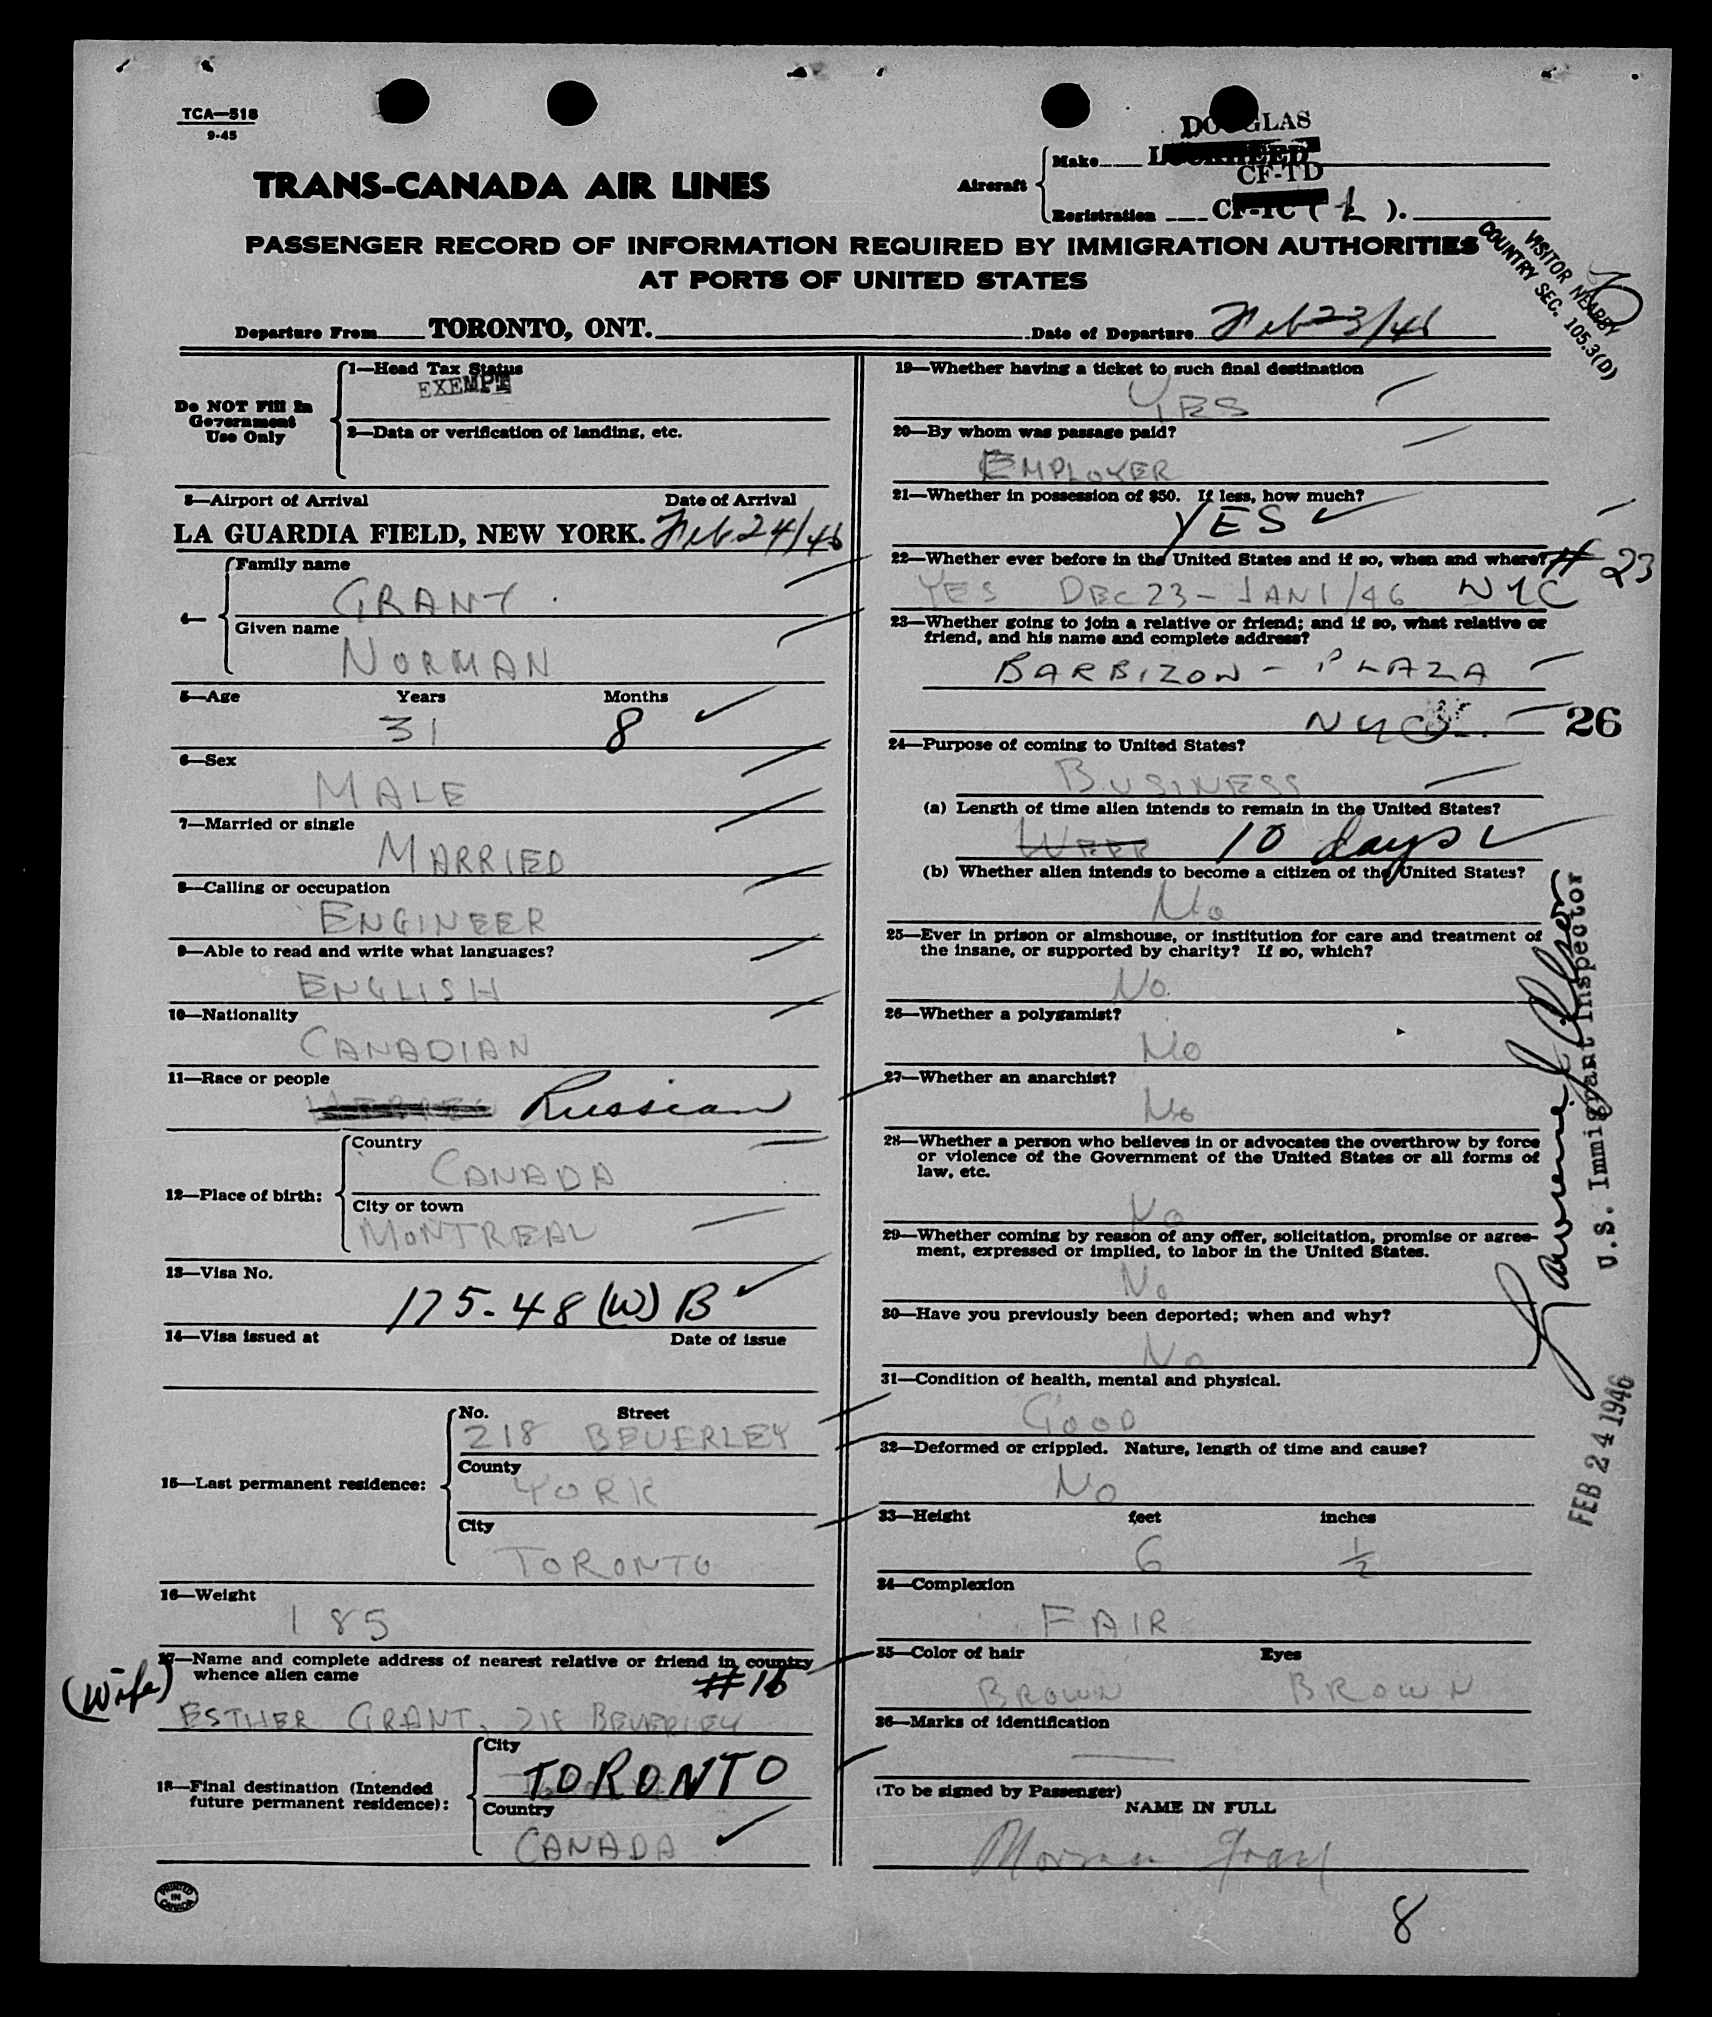 TCA—518
9-45
TRANS-CANADA AIR LINES
DOUGLAS
Aircraft
Make LOCKHEED
CF-TD
Registration CF-TC ( L ).
PASSENGER RECORD OF INFORMATION REQUIRED BY IMMIGRATION AUTHORITIES
AT PORTS OF UNITED STATES
VISITOR NEARBY
COUNTRY SEC. 105.3(D)
Departure From TORONTO, ONT. Date of Departure Feb 23/46
Do NOT Fill In
Government
Use Only
1—Head Tax Status
EXEMPT
2—Data or verification of landing, etc.
3—Airport of Arrival Date of Arrival
LA GUARDIA FIELD, NEW YORK. Feb 24/46
4—
Family name
GRANT
Given name
NORMAN
5—Age Years Months
31 8
6—Sex
MALE
7—Married or single
MARRIED
8—Calling or occupation
ENGINEER
9—Able to read and write what languages?
ENGLISH
10—Nationality
CANADIAN
11—Race or people
HEBREW Russian
12—Place of birth:
Country
CANADA
City or town
MONTREAL
13—Visa No.
175-48 (W) B
14—Visa issued at Date of issue
15—Last permanent residence:
No. Street
218 BEVERLEY
County
YORK
City
TORONTO
16—Weight
185
17—Name and complete address of nearest relative or friend in country
whence alien came
#16
(Wife)
ESTHER GRANT, 218 BEVERLEY
18—Final destination (Intended
future permanent residence):
City
TORONTO
Country
CANADA
PRINTED
IN
CANADA
19—Whether having a ticket to such final destination
YES
20—By whom was passage paid?
EMPLOYER
21—Whether in possession of $50. If less, how much?
YES
22—Whether ever before in the United States and if so, when and where?
# 23
YES DEC 23 - JAN 1/46 NYC
23—Whether going to join a relative or friend; and if so, what relative or
friend, and his name and complete address?
BARBIZON - PLAZA
NYC
26
24—Purpose of coming to United States?
BUSINESS
(a) Length of time alien intends to remain in the United States?
WEEK 10 days
(b) Whether alien intends to become a citizen of the United States?
No
25—Ever in prison or almshouse, or institution for care and treatment of
the insane, or supported by charity? If so, which?
No
26—Whether a polygamist?
No
27—Whether an anarchist?
No
28—Whether a person who believes in or advocates the overthrow by force
or violence of the Government of the United States or all forms of
law, etc.
No
29—Whether coming by reason of any offer, solicitation, promise or agree-
ment, expressed or implied, to labor in the United States.
No
30—Have you previously been deported; when and why?
No
31—Condition of health, mental and physical.
GOOD
32—Deformed or crippled. Nature, length of time and cause?
No
33—Height feet inches
6 ½
34—Complexion
FAIR
35—Color of hair Eyes
BROWN BROWN
36—Marks of identification
(To be signed by Passenger)
NAME IN FULL
Norman Grant
8
U.S. Immigrant Inspector
FEB 24 1946